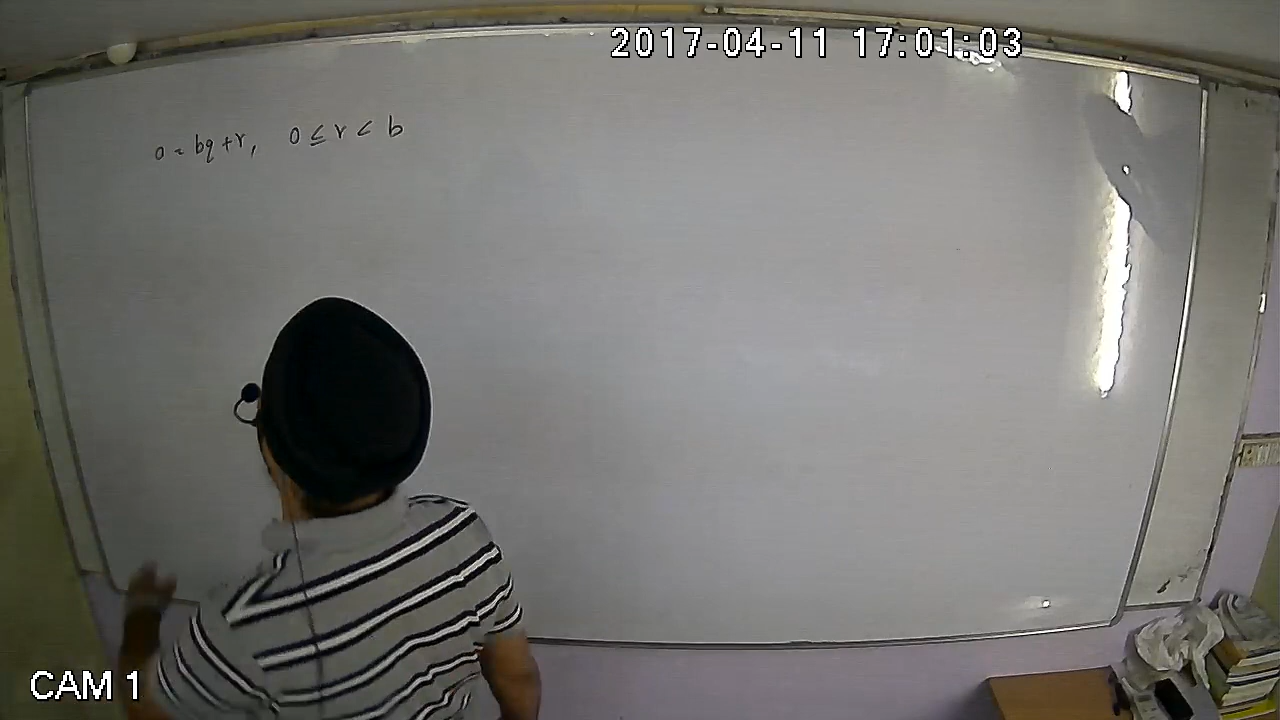 2017-04-11 17:01:03
a = bq + r, 0 ≤ r < b
CAM 1